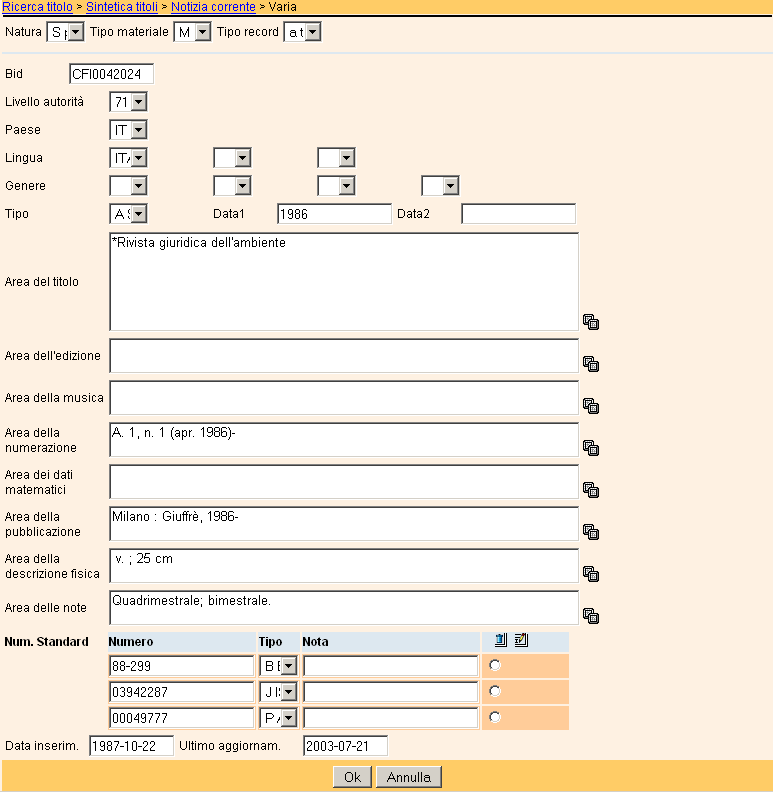 Ricerca titolo > Sintetica titoli > Notizia corrente > Varia
Natura S Tipo materiale M Tipo record a t
Bid CFI0042024
Livello autorità 71
Paese IT
Lingua ITA
Genere
Tipo A Data1 1986 Data2
Area del titolo *Rivista giuridica dell'ambiente
Area dell'edizione
Area della musica
Area della numerazione A. 1, n. 1 (apr. 1986)-
Area dei dati matematici
Area della pubblicazione Milano : Giuffrè, 1986-
Area della descrizione fisica v. ; 25 cm
Area delle note Quadrimestrale; bimestrale.
Num. Standard Numero Tipo Nota
88-299 B
03942287 J
00049777 P
Data inserim. 1987-10-22 Ultimo aggiornam. 2003-07-21
Ok Annulla